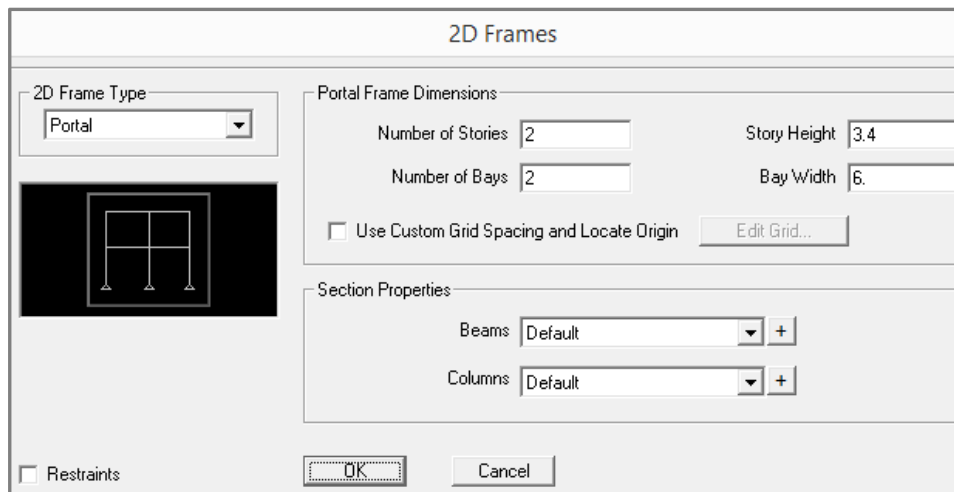 2D Frames
2D Frame Type
Portal
Portal Frame Dimensions
Number of Stories 2 Story Height 3.4
Number of Bays 2 Bay Width 6.
Use Custom Grid Spacing and Locate Origin Edit Grid...
Section Properties
Beams Default +
Columns Default +
Restraints OK Cancel